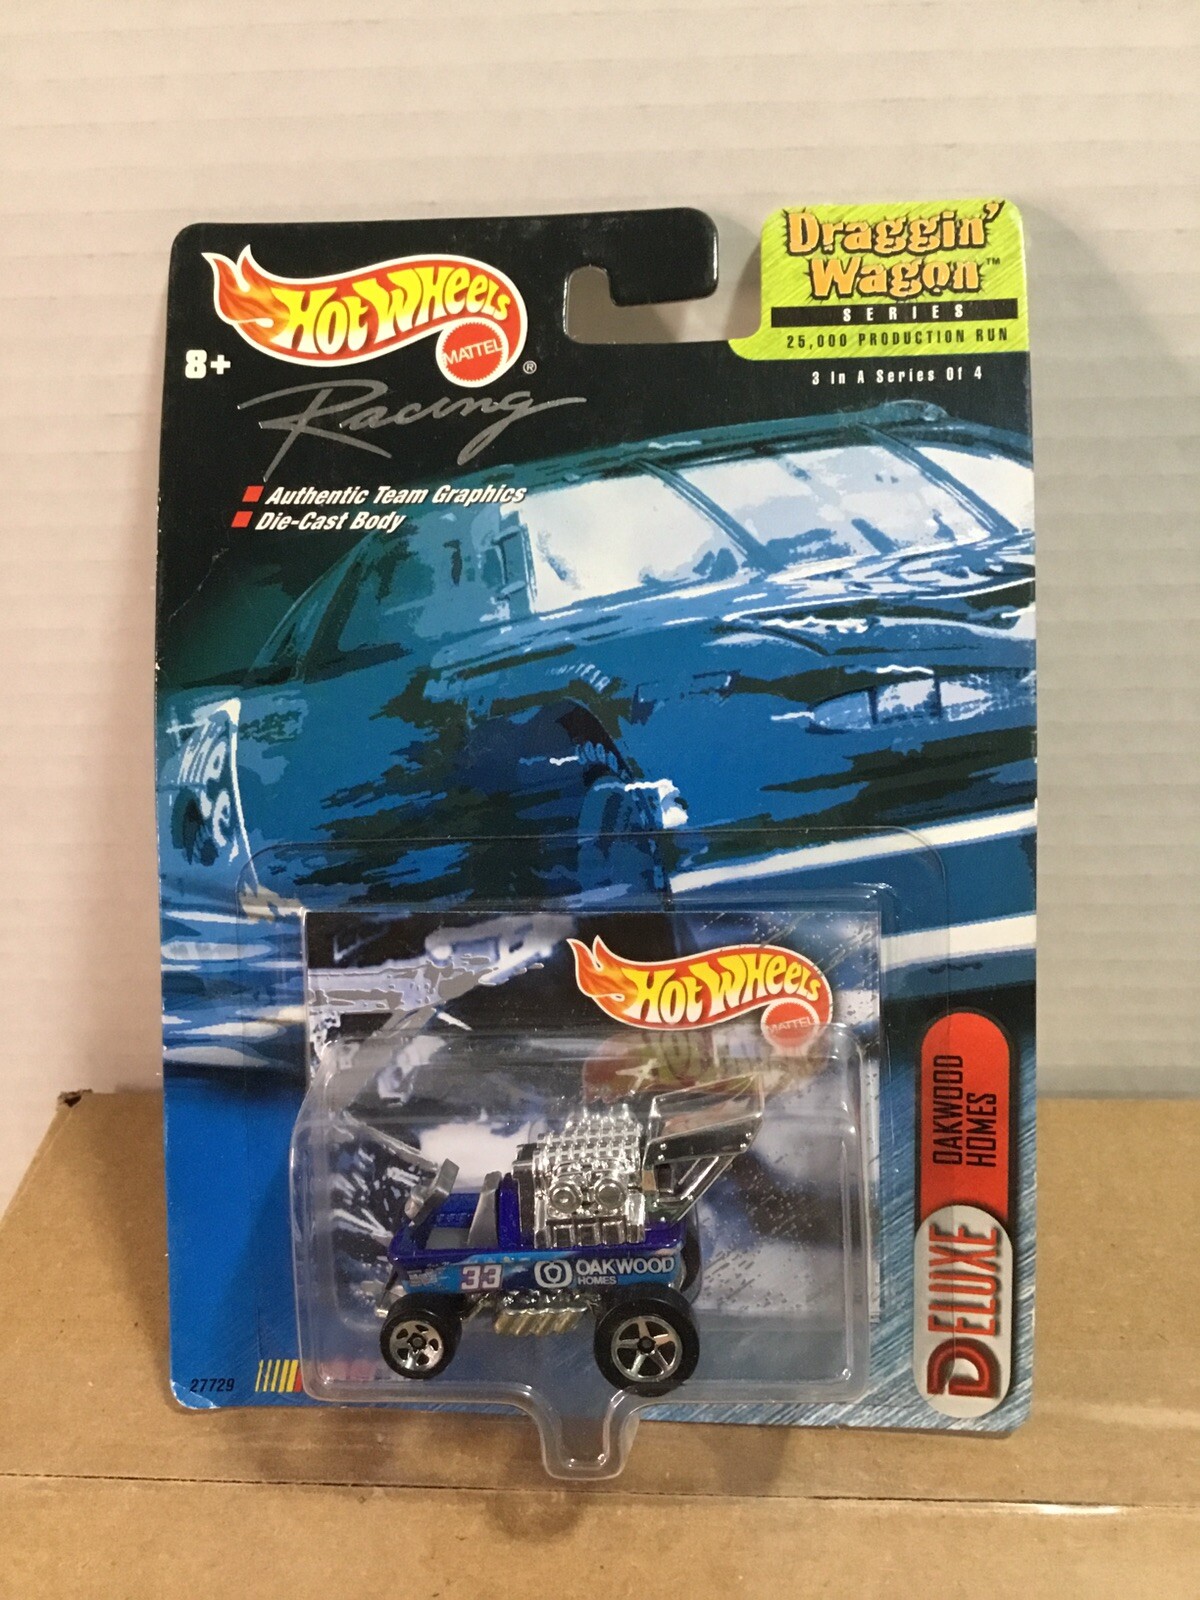 HOT WHEELS
MATTEL
®
8+
Racing
Authentic Team Graphics
Die-Cast Body
Draggin'
Wagon™
SERIES
25,000 PRODUCTION RUN
3 In A Series Of 4
HOT WHEELS
MATTEL
OAKWOOD
HOMES
DELUXE
33
OAKWOOD
HOMES
27729